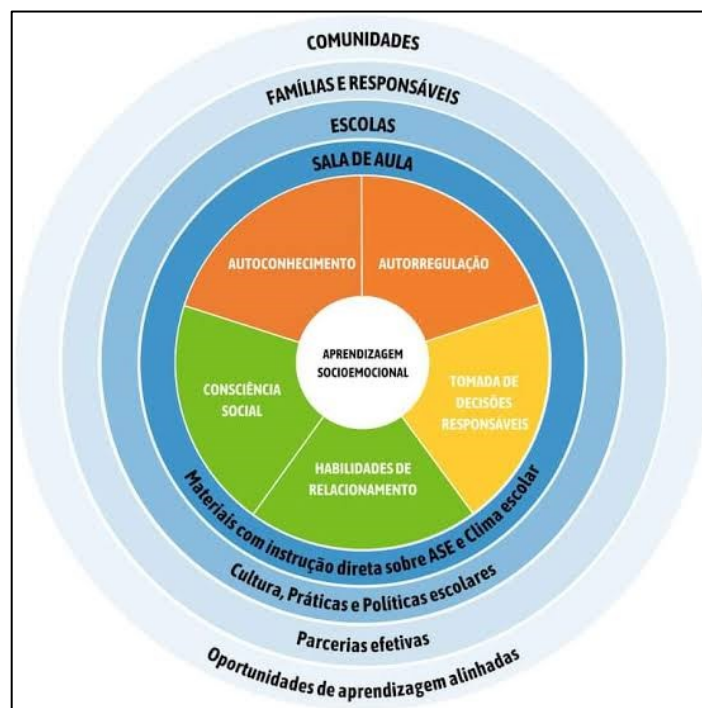 COMUNIDADES
FAMÍLIAS E RESPONSÁVEIS
ESCOLAS
SALA DE AULA
AUTOCONHECIMENTO
AUTORREGULAÇÃO
APRENDIZAGEM
SOCIOEMOCIONAL
CONSCIÊNCIA
SOCIAL
TOMADA DE
DECISÕES
RESPONSÁVEIS
HABILIDADES DE
RELACIONAMENTO
Materiais com instrução direta sobre ASE e Clima escolar
Cultura, Práticas e Políticas escolares
Parcerias efetivas
Oportunidades de aprendizagem alinhadas